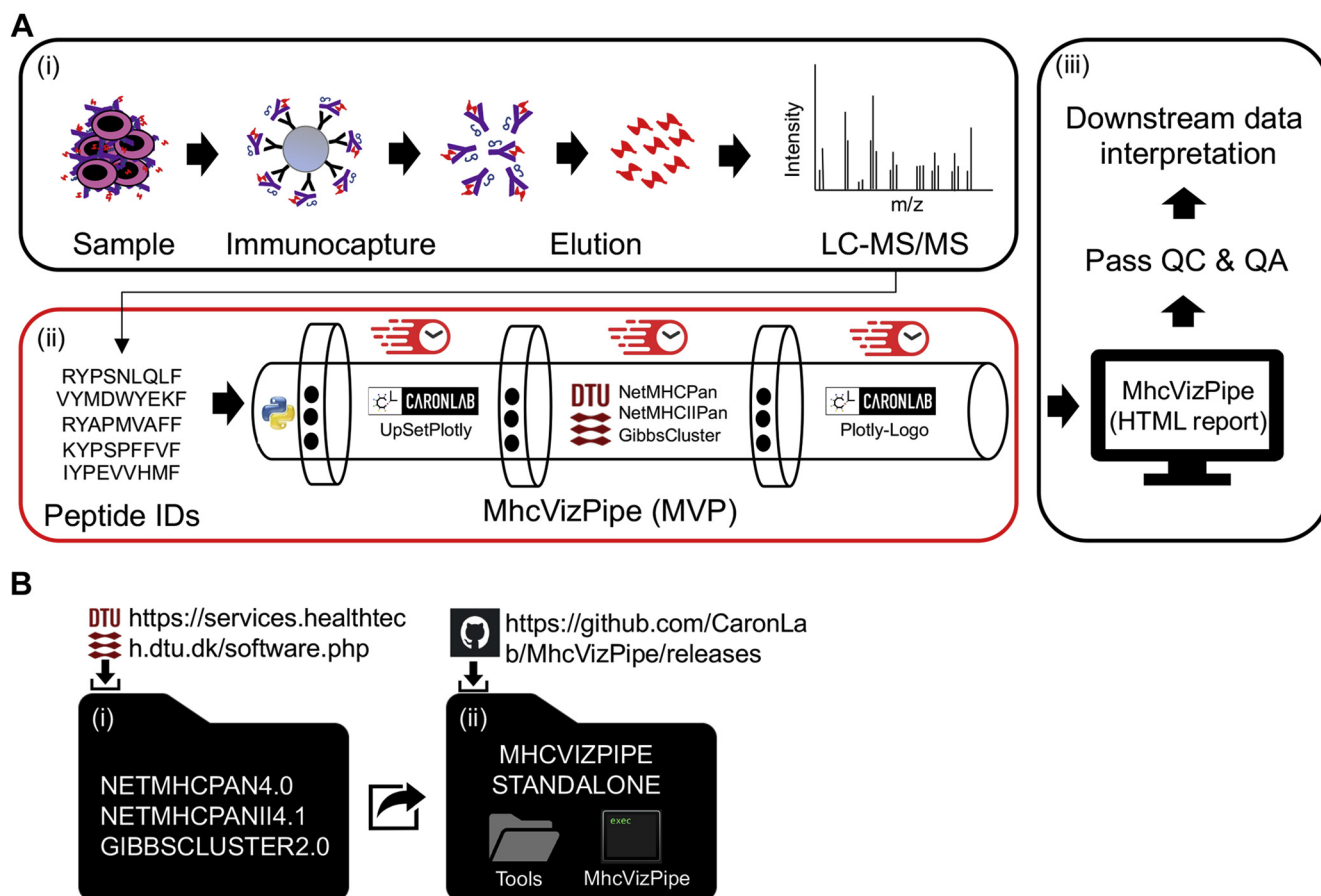 A
(i)
Sample
Immunocapture
Elution
Intensity
m/z
LC-MS/MS
(ii)
RYPSNLQLF
VYMDWYEKF
RYAPMVAFF
KYPSPFFVF
IYPEVVHMF
Peptide IDs
L CARONLAB
UpSetPlotly
DTU
NetMHCPan
NetMHCIIPan
GibbsCluster
L CARONLAB
Plotly-Logo
MhcVizPipe (MVP)
(iii)
Downstream data
interpretation
Pass QC & QA
MhcVizPipe
(HTML report)
B
DTU https://services.healthtec
h.dtu.dk/software.php
(i)
NETMHCPAN4.0
NETMHCPANII4.1
GIBBSCLUSTER2.0
https://github.com/CaronLa
b/MhcVizPipe/releases
(ii)
MHCVIZPIPE
STANDALONE
exec
Tools
MhcVizPipe